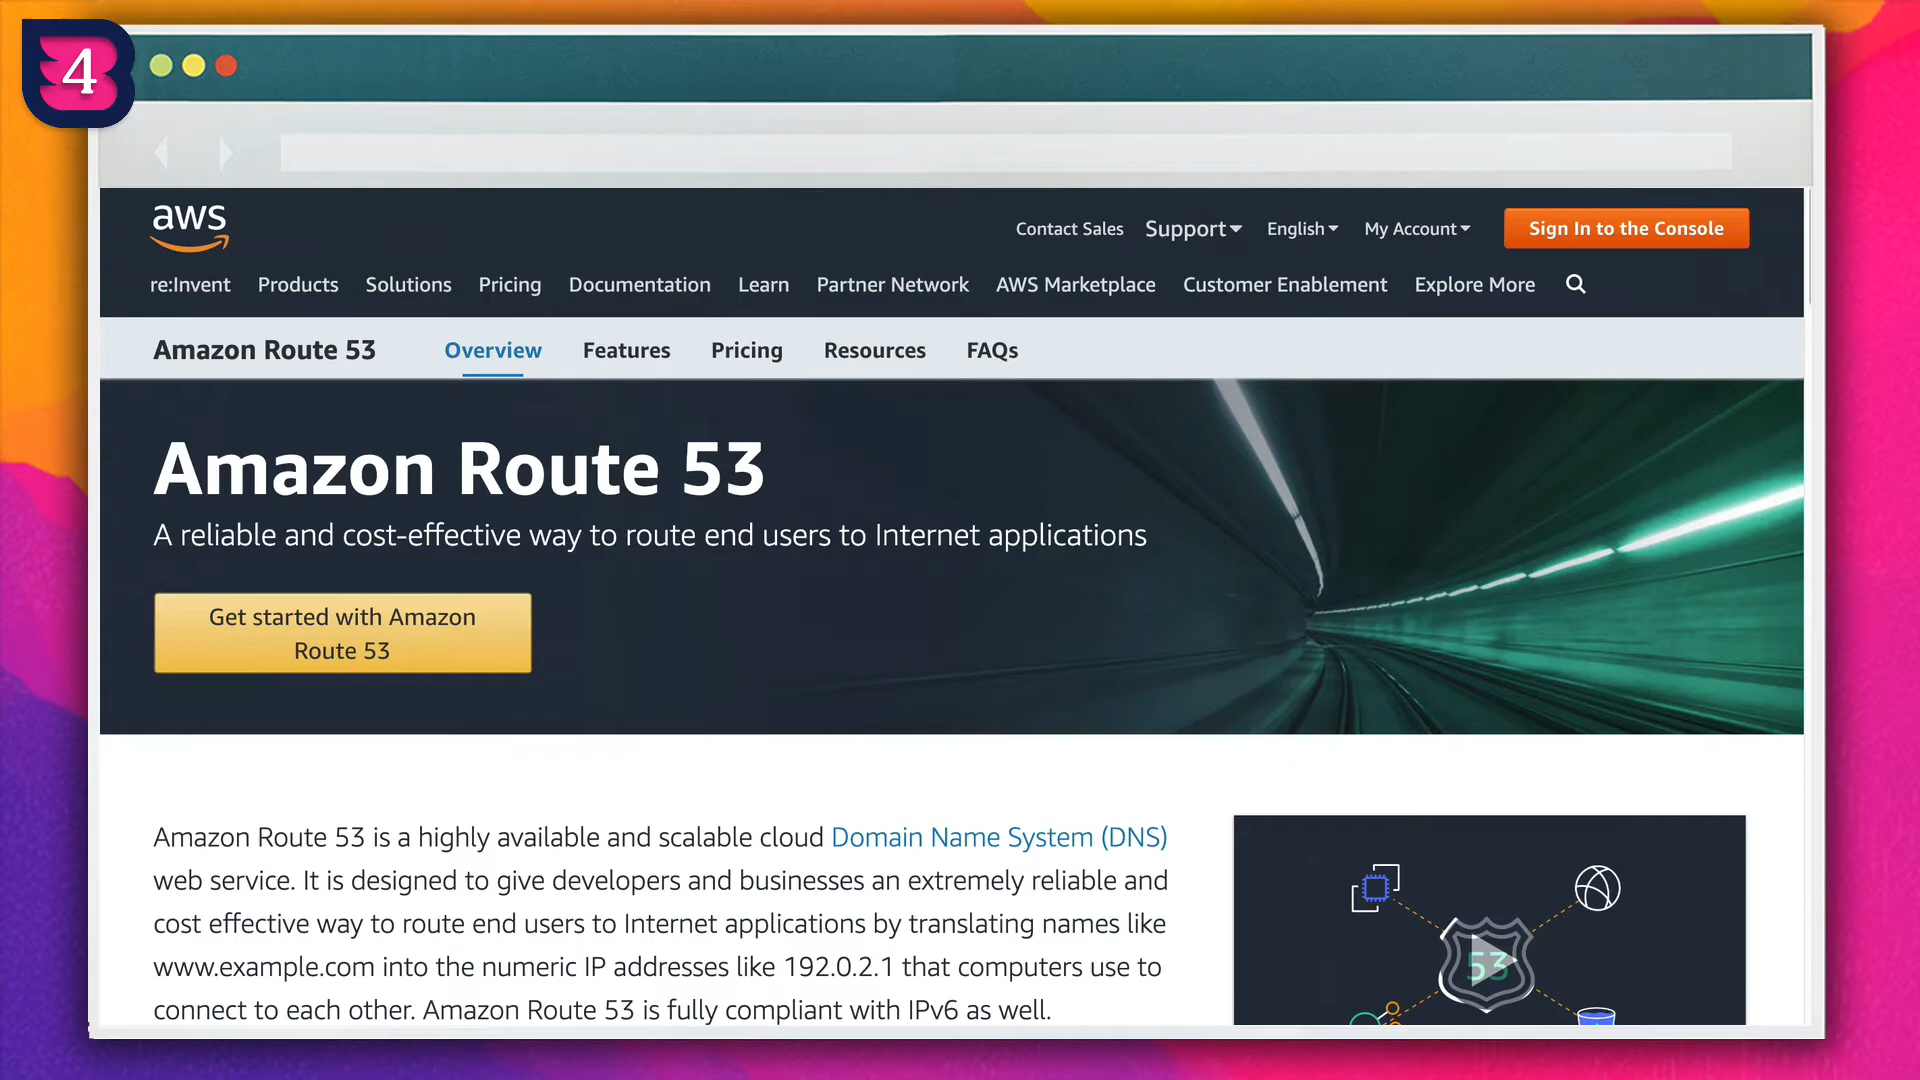 4
aws
Contact Sales Support English My Account Sign In to the Console
re:Invent Products Solutions Pricing Documentation Learn Partner Network AWS Marketplace Customer Enablement Explore More
Amazon Route 53 Overview Features Pricing Resources FAQs
Amazon Route 53
A reliable and cost-effective way to route end users to Internet applications
Get started with Amazon
Route 53
Amazon Route 53 is a highly available and scalable cloud Domain Name System (DNS)
web service. It is designed to give developers and businesses an extremely reliable and
cost effective way to route end users to Internet applications by translating names like
www.example.com into the numeric IP addresses like 192.0.2.1 that computers use to
connect to each other. Amazon Route 53 is fully compliant with IPv6 as well.
53